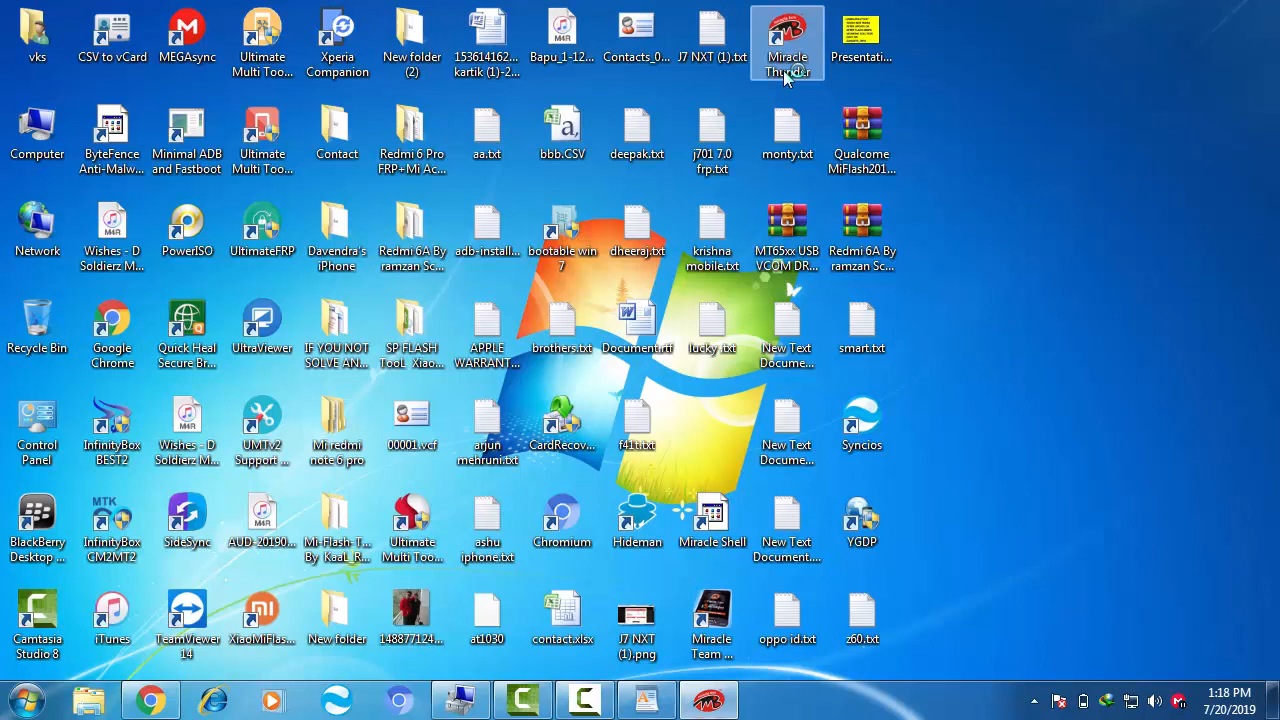 vks
CSV to vCard
MEGAsync
Ultimate
Multi Too...
Xperia
Companion
New folder
(2)
153614162...
kartik (1)-2...
Bapu_1-12...
Contacts_0...
J7 NXT (1).txt
Miracle
Thunder
Presentati...
Computer
ByteFence
Anti-Malw...
Minimal ADB
and Fastboot
Ultimate
Multi Too...
Contact
Redmi 6 Pro
FRP+Mi Ac...
aa.txt
bbb.CSV
deepak.txt
j701 7.0
frp.txt
monty.txt
Qualcome
MiFlash201...
Network
Wishes - D
Soldierz M...
PowerISO
UltimateFRP
Davendra's
iPhone
Redmi 6A By
ramzan Sc...
adb-install...
bootable win
7
dheeraj.txt
krishna
mobile.txt
MT65xx USB
VCOM DR...
Redmi 6A By
ramzan Sc...
Recycle Bin
Google
Chrome
Quick Heal
Secure Br...
UltraViewer
IF YOU NOT
SOLVE AN...
SP FLASH
TooL Xiao...
APPLE
WARRANT...
brothers.txt
Document.rtf
lucky .txt
New Text
Docume...
smart.txt
Control
Panel
InfinityBox
BEST2
Wishes - D
Soldierz M...
UMTv2
Support ...
Mi redmi
note 6 pro
00001.vcf
arjun
mehruni.txt
CardRecov...
f41ti.txt
New Text
Docume...
Syncios
BlackBerry
Desktop ...
MTK
InfinityBox
CM2MT2
SideSync
M4R
AUD-20190...
Mi-Flash-T...
By_KaaL_R...
Ultimate
Multi Too...
ashu
iphone.txt
Chromium
Hideman
Miracle Shell
New Text
Document....
YGDP
Camtasia
Studio 8
iTunes
TeamViewer
14
XiaoMiFlas...
New folder
148877124...
at1030
contact.xlsx
J7 NXT
(1).png
Miracle
Team ...
oppo id.txt
z60.txt
1:18 PM
7/20/2019